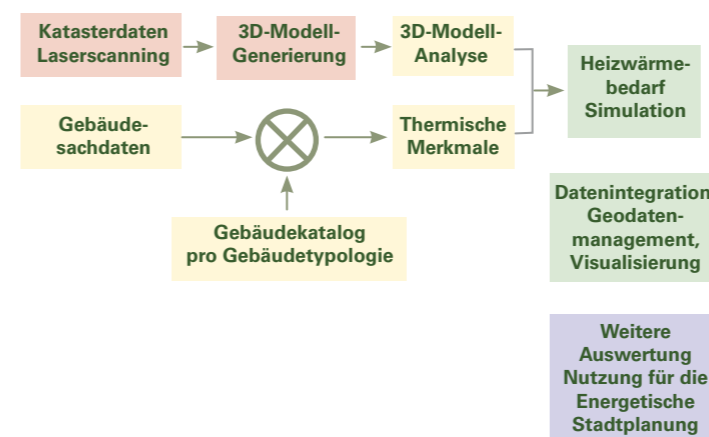 Katasterdaten
Laserscanning
3D-Modell-
Generierung
3D-Modell-
Analyse
Heizwärme-
bedarf
Simulation
Gebäude-
sachdaten
Thermische
Merkmale
Gebäudekatalog
pro Gebäudetypologie
Datenintegration
Geodaten-
management,
Visualisierung
Weitere
Auswertung
Nutzung für die
Energetische
Stadtplanung